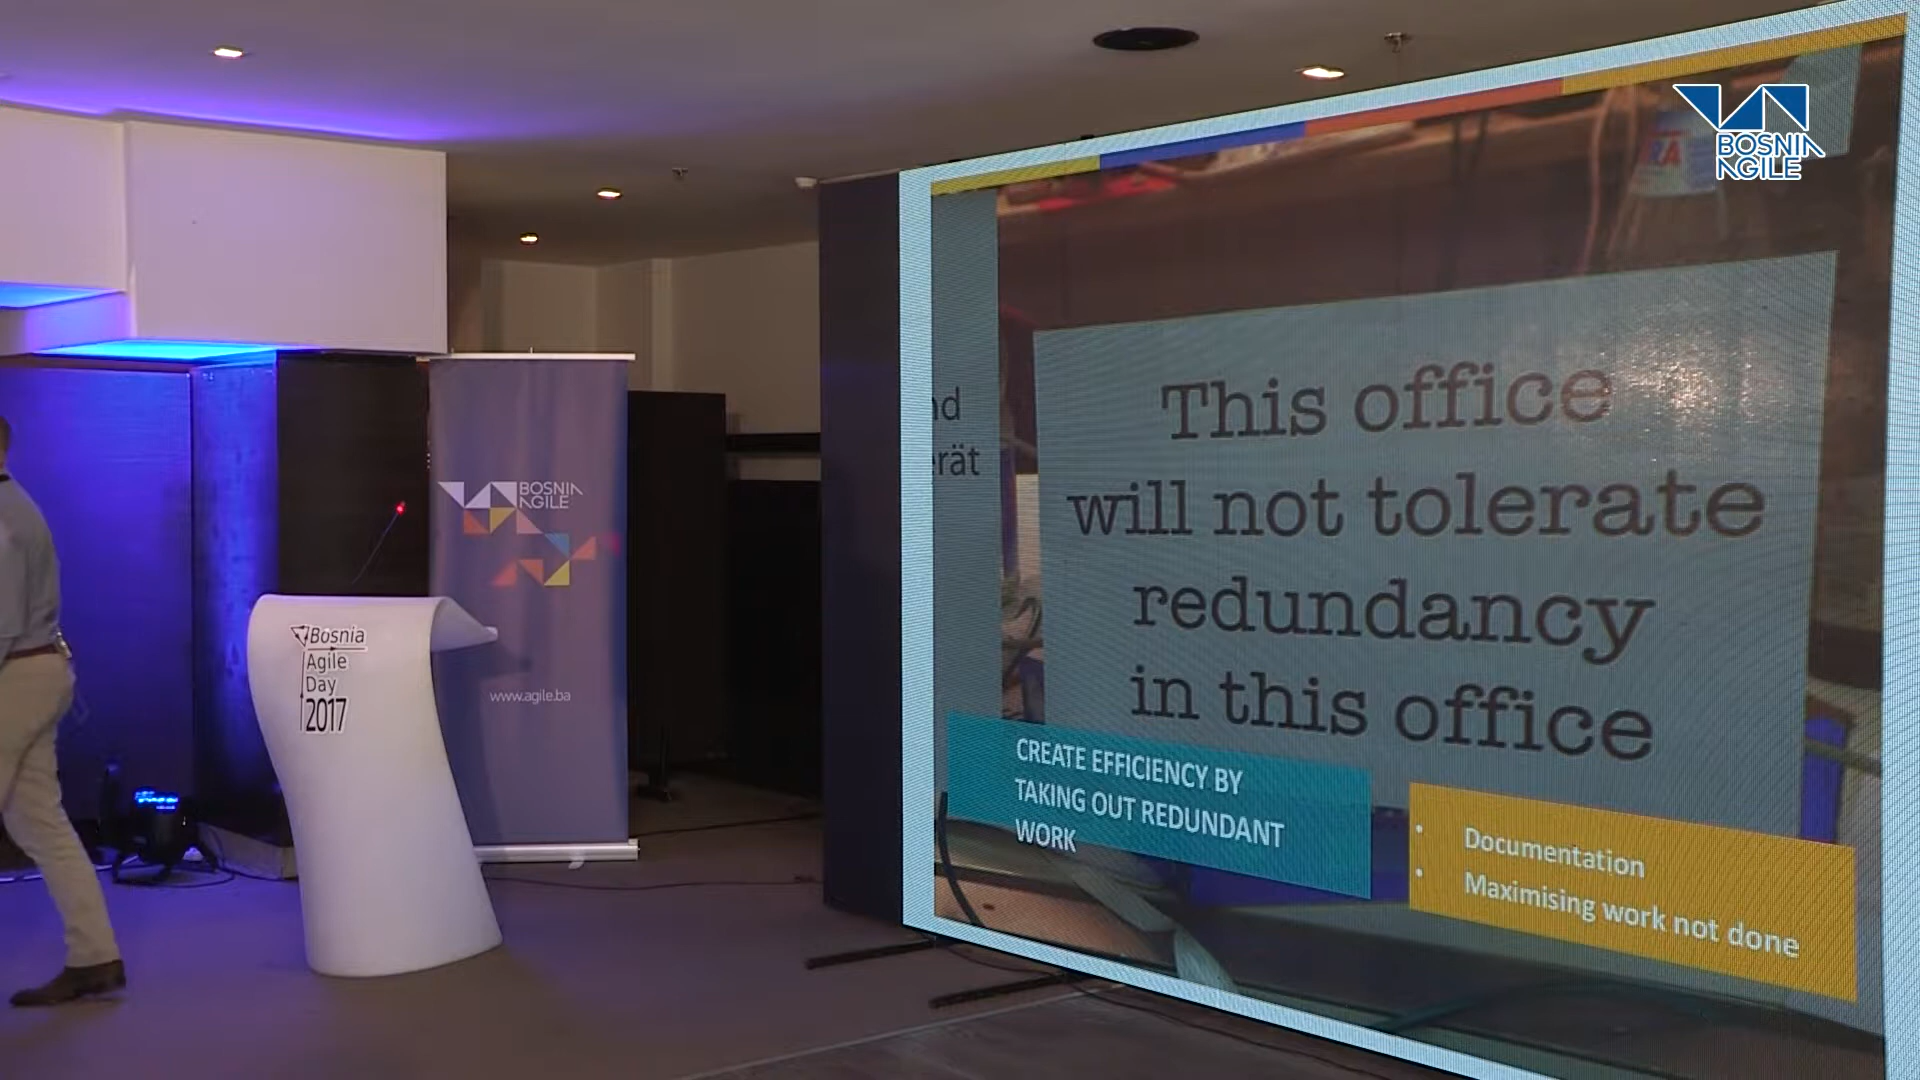 BOSNIA
AGILE
This office
will not tolerate
redundancy
in this office
CREATE EFFICIENCY BY
TAKING OUT REDUNDANT
WORK
• Documentation
• Maximising work not done
BOSNIA
AGILE
www.agile.ba
Bosnia
Agile
Day
2017
nd
erät
RA